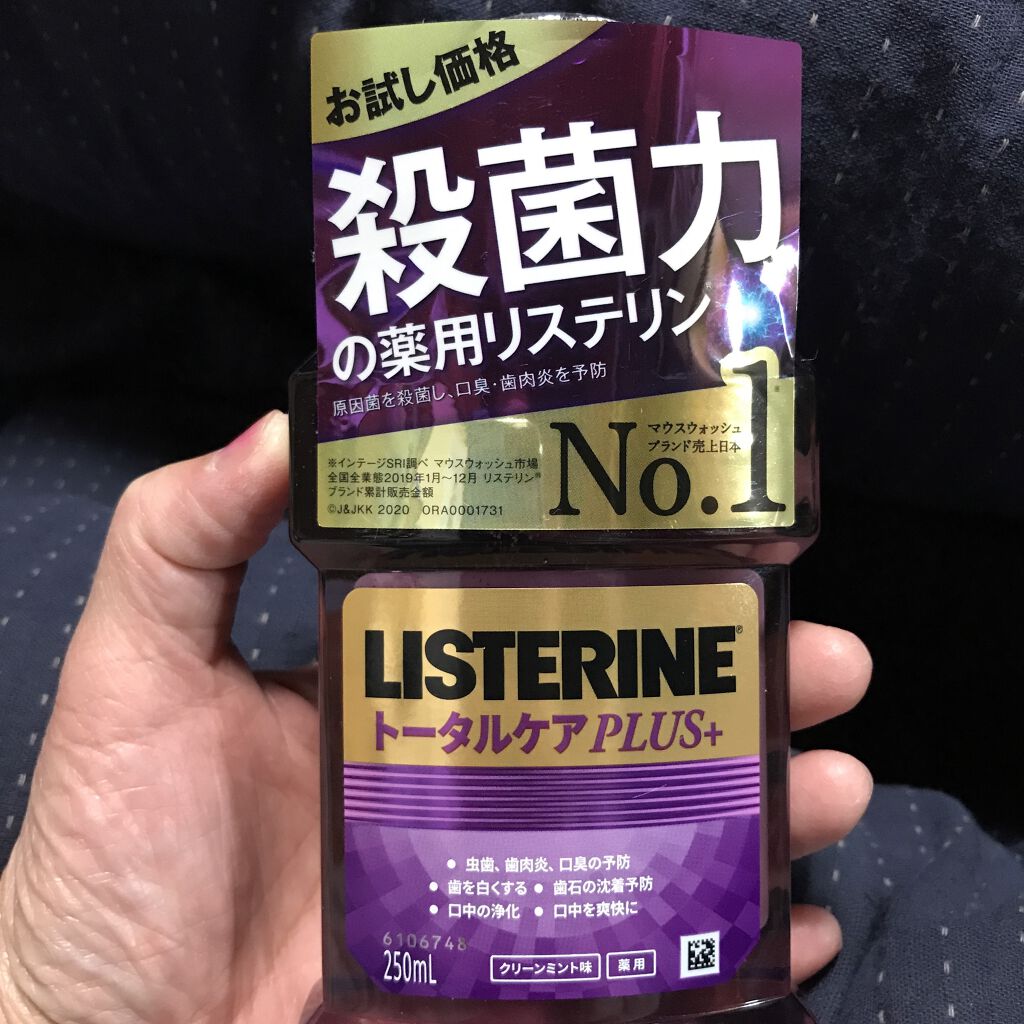 お試し価格
殺菌力
の薬用リステリン
原因菌を殺菌し、口臭・歯肉炎を予防
マウスウォッシュ
ブランド売上日本
No.1※
※インテージSRI調べ マウスウォッシュ市場
全国全業態2019年1月〜12月 リステリン®
ブランド累計販売金額
©J&JKK 2020 ORA0001731
LISTERINE®
トータルケアPLUS+
● 虫歯、歯肉炎、口臭の予防
● 歯を白くする ● 歯石の沈着予防
● 口中の浄化 ● 口中を爽快に
6106748
250mL
クリーンミント味 薬用